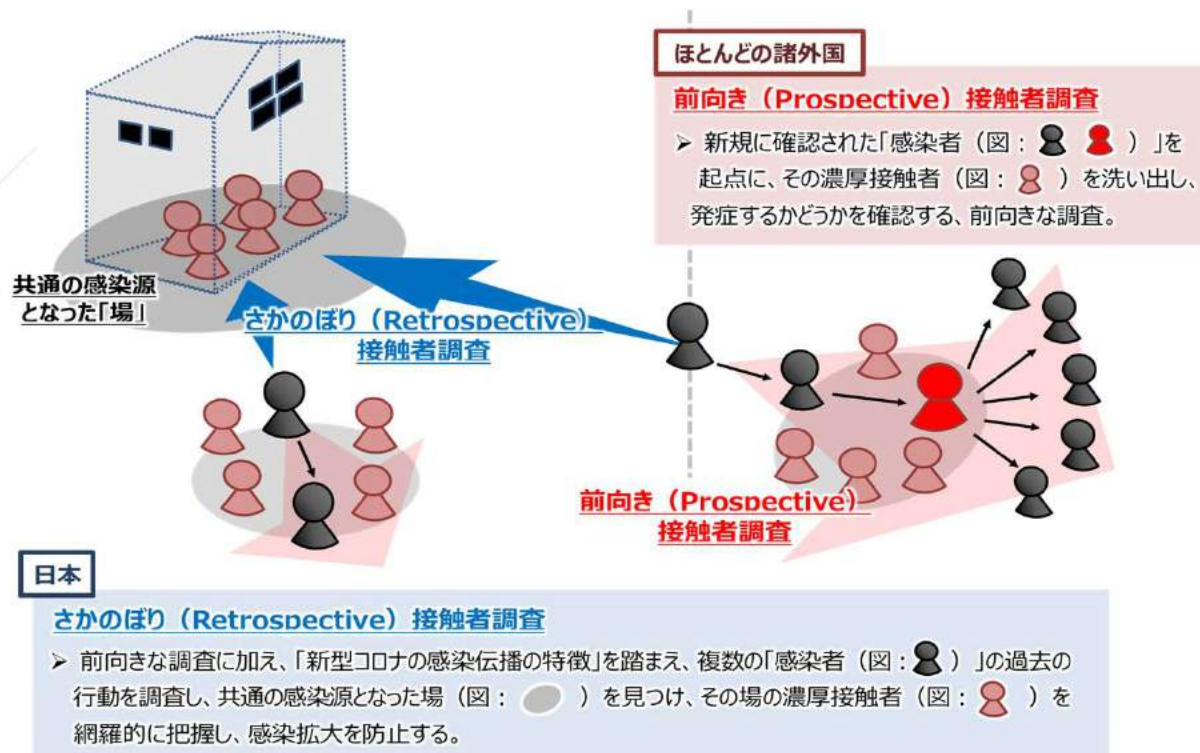 ほとんどの諸外国
前向き（Prospective）接触者調査
➢ 新規に確認された「感染者（図： ）」を
起点に、その濃厚接触者（図： ）を洗い出し、
発症するかどうかを確認する、前向きな調査。
共通の感染源
となった「場」
さかのぼり（Retrospective）
接触者調査
前向き（Prospective）
接触者調査
日本
さかのぼり（Retrospective）接触者調査
➢ 前向きな調査に加え、「新型コロナの感染伝播の特徴」を踏まえ、複数の「感染者（図： ）」の過去の
行動を調査し、共通の感染源となった場（図： ）を見つけ、その場の濃厚接触者（図： ）を
網羅的に把握し、感染拡大を防止する。